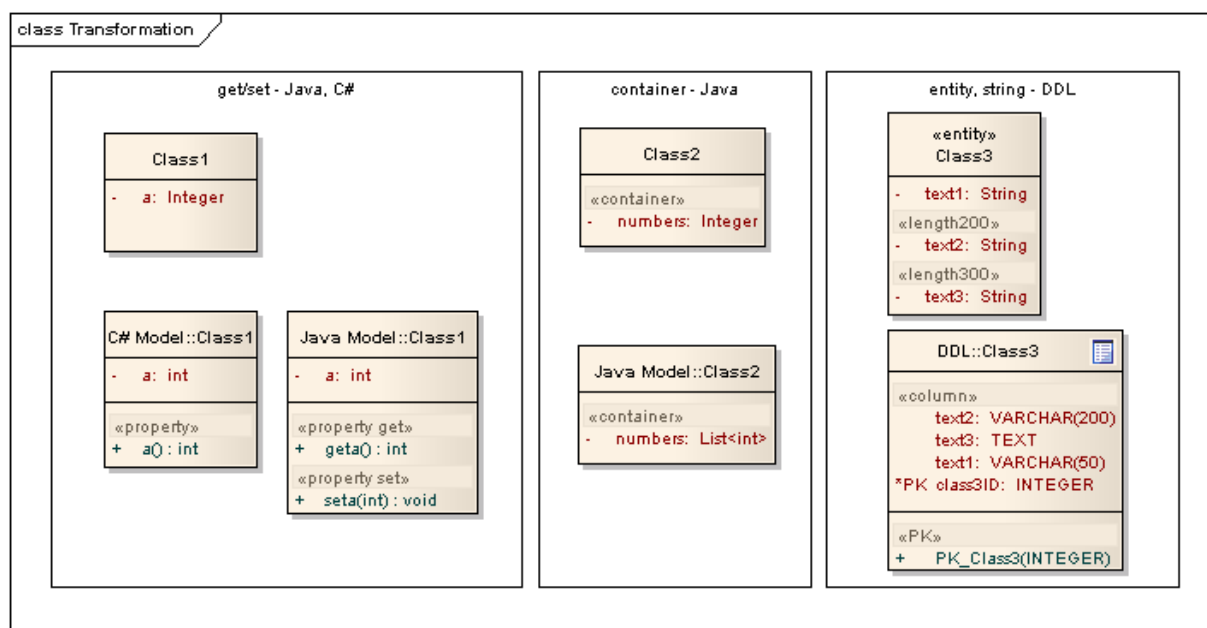 class Transformation
get/set - Java, C#
Class1
- a: Integer
C# Model::Class1
- a: int
«property»
+ a() : int
Java Model::Class1
- a: int
«property get»
+ geta() : int
«property set»
+ seta(int) : void
container - Java
Class2
«container»
- numbers: Integer
Java Model::Class2
«container»
- numbers: List<int>
entity, string - DDL
«entity»
Class3
- text1: String
«length200»
- text2: String
«length300»
- text3: String
DDL::Class3
«column»
text2: VARCHAR(200)
text3: TEXT
text1: VARCHAR(50)
*PK class3ID: INTEGER
«PK»
+ PK_Class3(INTEGER)